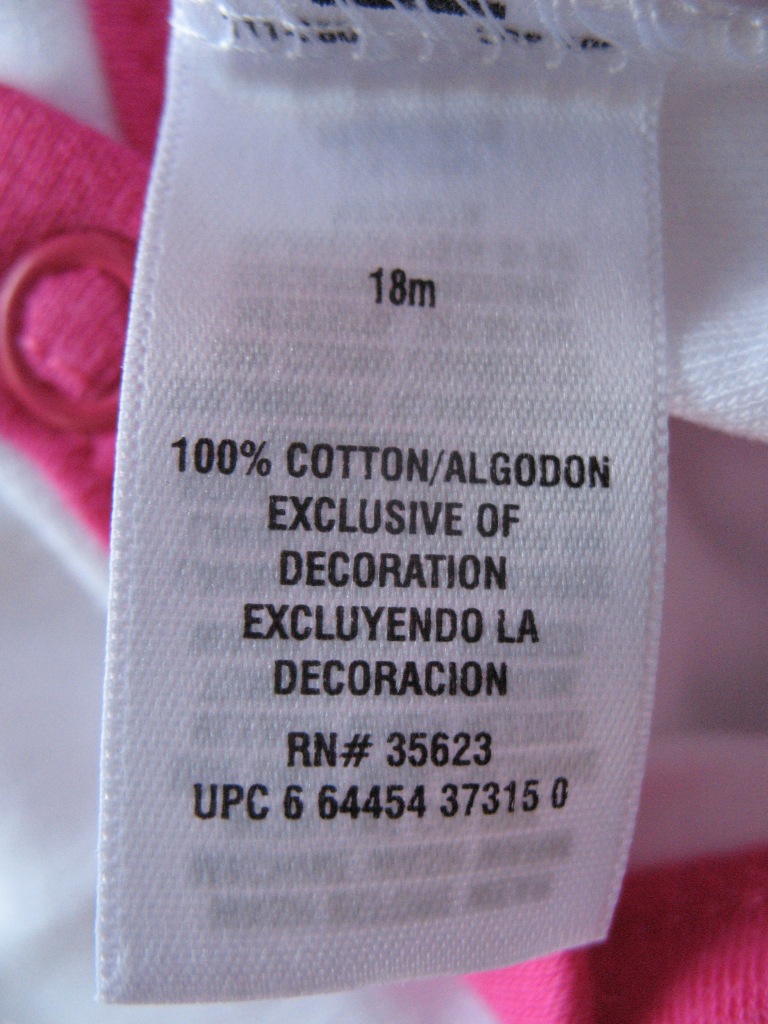 18m
100% COTTON/ALGODON
EXCLUSIVE OF
DECORATION
EXCLUYENDO LA
DECORACION
RN# 35623
UPC 6 64454 37315 0